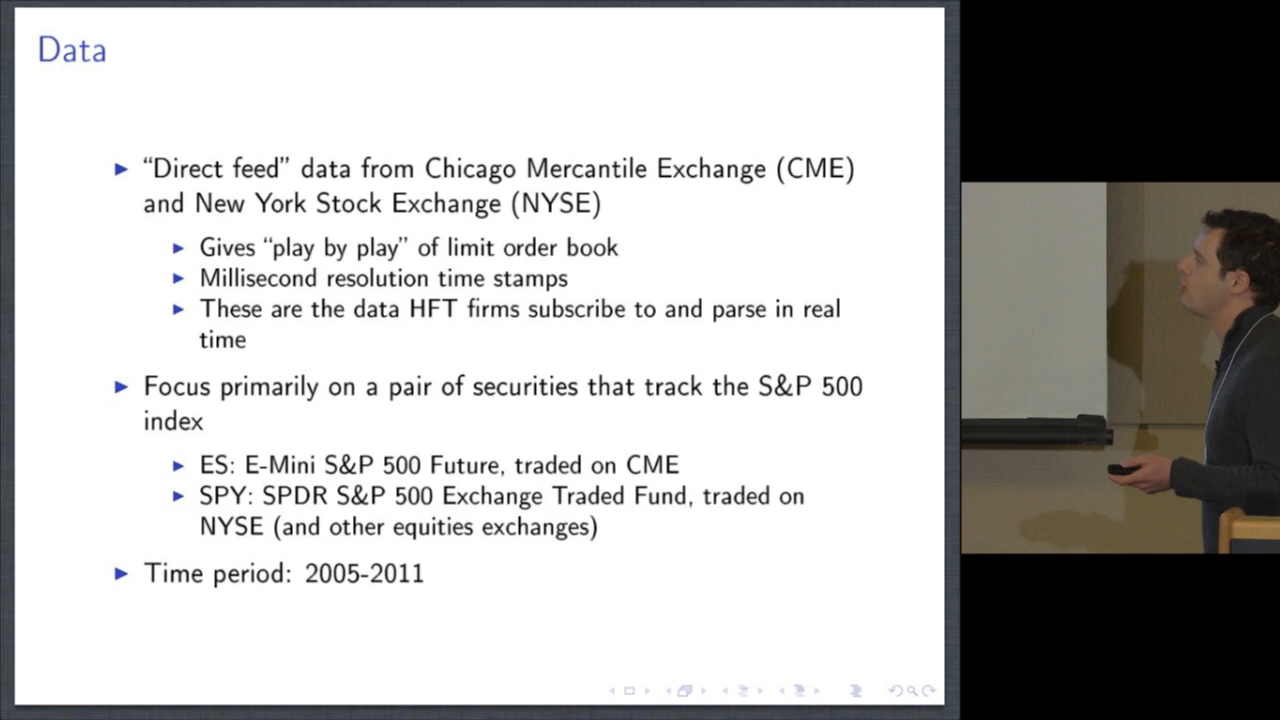 Data
► “Direct feed” data from Chicago Mercantile Exchange (CME)
and New York Stock Exchange (NYSE)
► Gives “play by play” of limit order book
► Millisecond resolution time stamps
► These are the data HFT firms subscribe to and parse in real
time
► Focus primarily on a pair of securities that track the S&P 500
index
► ES: E-Mini S&P 500 Future, traded on CME
► SPY: SPDR S&P 500 Exchange Traded Fund, traded on
NYSE (and other equities exchanges)
► Time period: 2005-2011